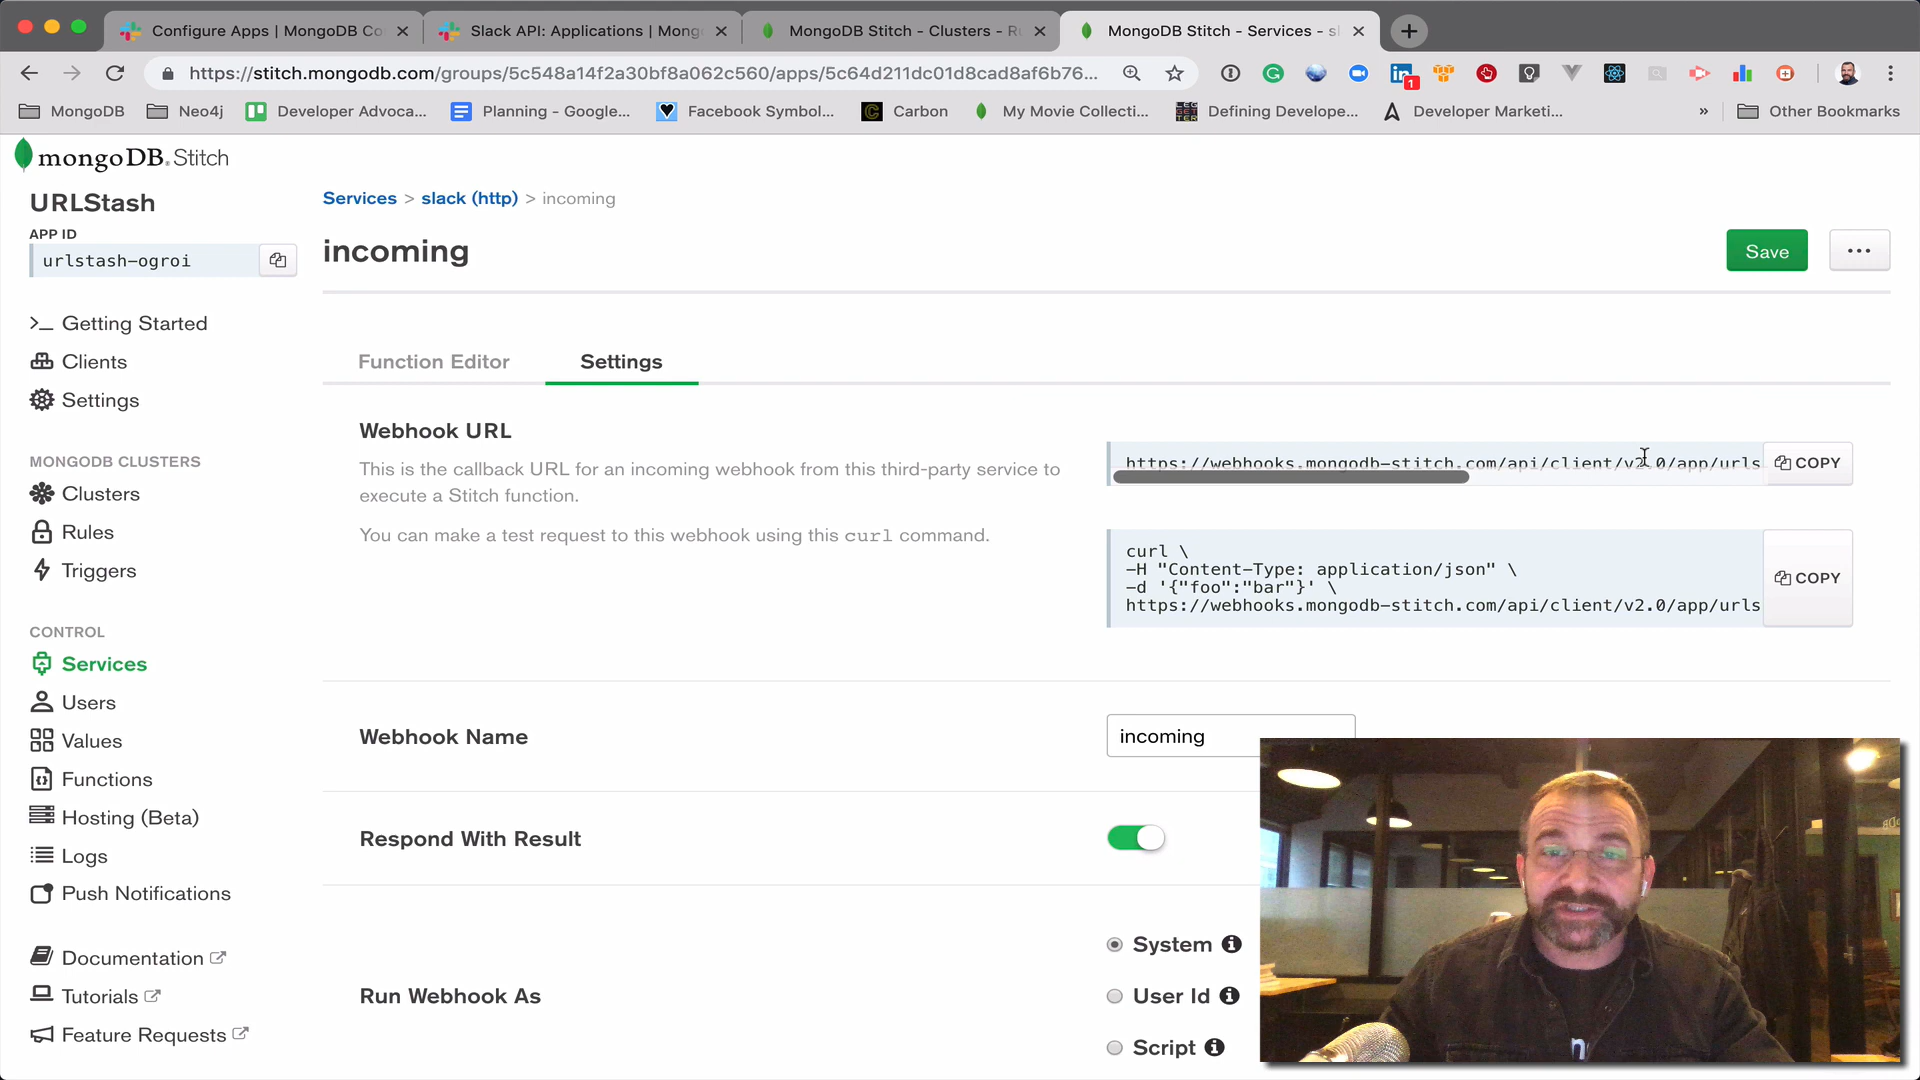 Configure Apps | MongoDB Co
Slack API: Applications | Mong
MongoDB Stitch - Clusters - Ru
MongoDB Stitch - Services - sl
https://stitch.mongodb.com/groups/5c548a14f2a30bf8a062c560/apps/5c64d211dc01d8cad8af6b76...
1
MongoDB
Neo4j
Developer Advoca...
Planning - Google...
Facebook Symbol...
Carbon
My Movie Collecti...
Defining Develope...
Developer Marketi...
»
Other Bookmarks
mongoDB. Stitch
URLStash
APP ID
urlstash-ogroi
Getting Started
Clients
Settings
MONGODB CLUSTERS
Clusters
Rules
Triggers
CONTROL
Services
Users
Values
Functions
Hosting (Beta)
Logs
Push Notifications
Documentation
Tutorials
Feature Requests
Services > slack (http) > incoming
incoming
Save
...
Function Editor
Settings
Webhook URL
This is the callback URL for an incoming webhook from this third-party service to
execute a Stitch function.
You can make a test request to this webhook using this curl command.
https://webhooks.mongodb-stitch.com/api/client/v2.0/app/urls
COPY
curl \
-H "Content-Type: application/json" \
-d '{"foo":"bar"}' \
https://webhooks.mongodb-stitch.com/api/client/v2.0/app/urls
COPY
Webhook Name
incoming
Respond With Result
Run Webhook As
System
User Id
Script